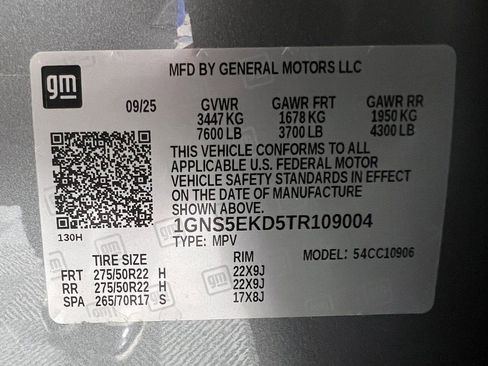 gm
MFD BY GENERAL MOTORS LLC
09/25 GVWR GAWR FRT GAWR RR
3447 KG 1678 KG 1950 KG
7600 LB 3700 LB 4300 LB
THIS VEHICLE CONFORMS TO ALL
APPLICABLE U.S. FEDERAL MOTOR
VEHICLE SAFETY STANDARDS IN EFFECT
ON THE DATE OF MANUFACTURE
SHOWN ABOVE.
1GNS5EKD5TR109004
130H TYPE: MPV
TIRE SIZE RIM MODEL: 54CC10906
FRT 275/50R22 H 22X9J
RR 275/50R22 H 22X9J
SPA 265/70R17 S 17X8J